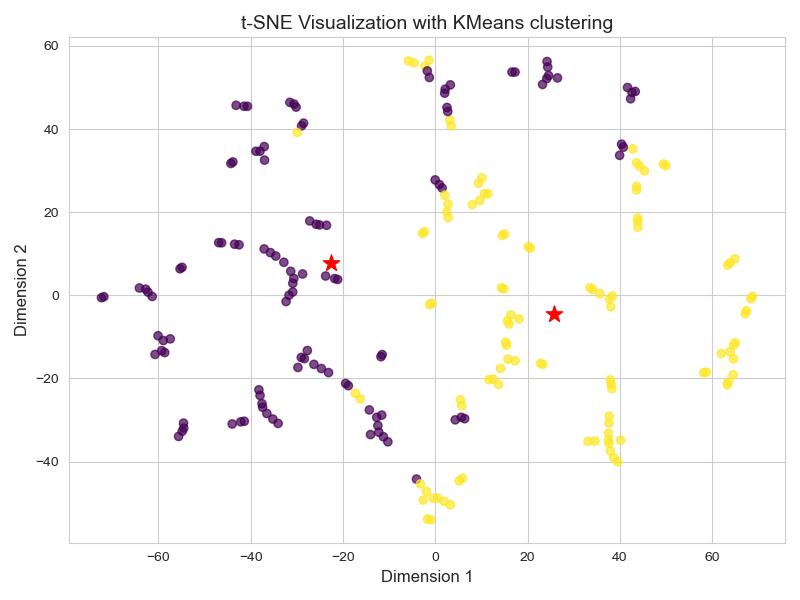 t-SNE Visualization with KMeans clustering
60
40
20
0
−20
−40
Dimension 2
−60 −40 −20 0 20 40 60
Dimension 1